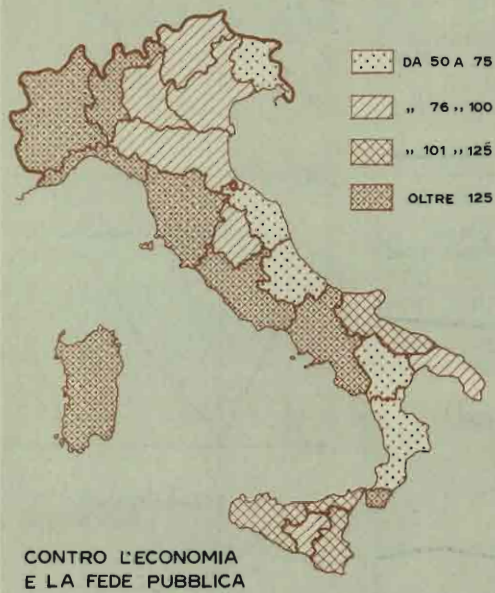 DA 50 A 75
,, 76 ,, 100
,, 101 ,, 125
OLTRE 125
CONTRO L'ECONOMIA
E LA FEDE PUBBLICA